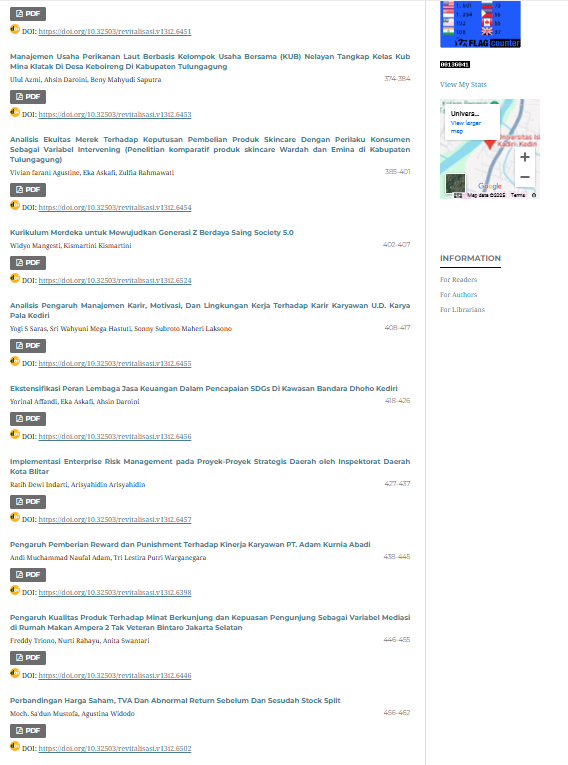 PDF
DOI: https://doi.org/10.32503/revitalisasi.v13i2.6451
Manajemen Usaha Perikanan Laut Berbasis Kelompok Usaha Bersama (KUB) Nelayan Tangkap Kelas Kub
Mina Klatak Di Desa Keboireng Di Kabupaten Tulungagung
Ulul Azmi, Ahsin Daroini, Beny Mahyudi Saputra
374-384
PDF
DOI: https://doi.org/10.32503/revitalisasi.v13i2.6453
Analisis Ekuitas Merek Terhadap Keputusan Pembelian Produk Skincare Dengan Perilaku Konsumen
Sebagai Variabel Intervening (Penelitian komparatif produk skincare Wardah dan Emina di Kabupaten
Tulungagung)
Vivian farani Agustine, Eka Askafi, Zulfia Rahmawati
385-401
PDF
DOI: https://doi.org/10.32503/revitalisasi.v13i2.6454
Kurikulum Merdeka untuk Mewujudkan Generasi Z Berdaya Saing Society 5.0
Widyo Mangesti, Kismartini Kismartini
402-407
PDF
DOI: https://doi.org/10.32503/revitalisasi.v13i2.6524
Analisis Pengaruh Manajemen Karir, Motivasi, Dan Lingkungan Kerja Terhadap Karir Karyawan U.D. Karya
Pala Kediri
Yogi S Saras, Sri Wahyuni Mega Hastuti, Sonny Subroto Maheri Laksono
408-417
PDF
DOI: https://doi.org/10.32503/revitalisasi.v13i2.6455
Ekstensifikasi Peran Lembaga Jasa Keuangan Dalam Pencapaian SDGs Di Kawasan Bandara Dhoho Kediri
Yorinal Affandi, Eka Askafi, Ahsin Daroini
418-426
PDF
DOI: https://doi.org/10.32503/revitalisasi.v13i2.6456
Implementasi Enterprise Risk Management pada Proyek-Proyek Strategis Daerah oleh Inspektorat Daerah
Kota Blitar
Ratih Dewi Indarti, Arisyahidin Arisyahidin
427-437
PDF
DOI: https://doi.org/10.32503/revitalisasi.v13i2.6457
Pengaruh Pemberian Reward dan Punishment Terhadap Kinerja Karyawan PT. Adam Kurnia Abadi
Andi Muchammad Naufal Adam, Tri Lestira Putri Warganegara
438-445
PDF
DOI: https://doi.org/10.32503/revitalisasi.v13i2.6398
Pengaruh Kualitas Produk Terhadap Minat Berkunjung dan Kepuasan Pengunjung Sebagai Variabel Mediasi
di Rumah Makan Ampera 2 Tak Veteran Bintaro Jakarta Selatan
Freddy Triono, Nurti Rahayu, Anita Swantari
446-455
PDF
DOI: https://doi.org/10.32503/revitalisasi.v13i2.6446
Perbandingan Harga Saham, TVA Dan Abnormal Return Sebelum Dan Sesudah Stock Split
Moch. Sa'dun Mustofa, Agustina Widodo
456-462
PDF
DOI: https://doi.org/10.32503/revitalisasi.v13i2.6502
FLAG counter
00136041
View My Stats
Univers...
View larger
map
Universitas Isl
Kadiri Kediri
Google
Map data ©2025 Terms
INFORMATION
For Readers
For Authors
For Librarians